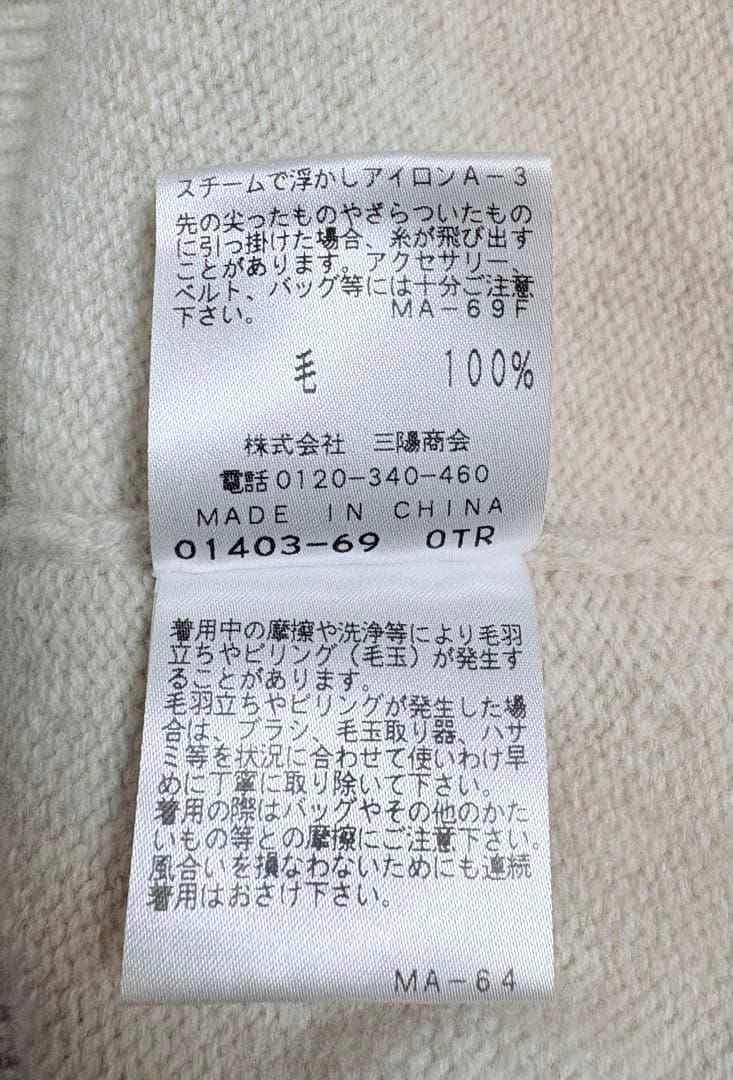 スチームで浮かしアイロンA-3
先の尖ったものやざらついたもの
に引っ掛けた場合、糸が飛び出す
ことがあります。アクセサリー、
ベルト、バッグ等には十分ご注意
下さい。 MA-69F
毛 100%
株式会社 三陽商会
電話0120-340-460
MADE IN CHINA
01403-69 OTR
着用中の摩擦や洗浄等により毛羽
立ちやピリング(毛玉)が発生す
ることがあります。
毛羽立ちやピリングが発生した場
合は、ブラシ、毛玉取り器、ハサ
ミ等を状況に合わせて使いわけ早
めに丁寧に取り除いて下さい。
着用の際はバッグやその他のかた
いもの等との摩擦にご注意下さい。
風合いを損なわないためにも連続
着用はおさけ下さい。
MA-64